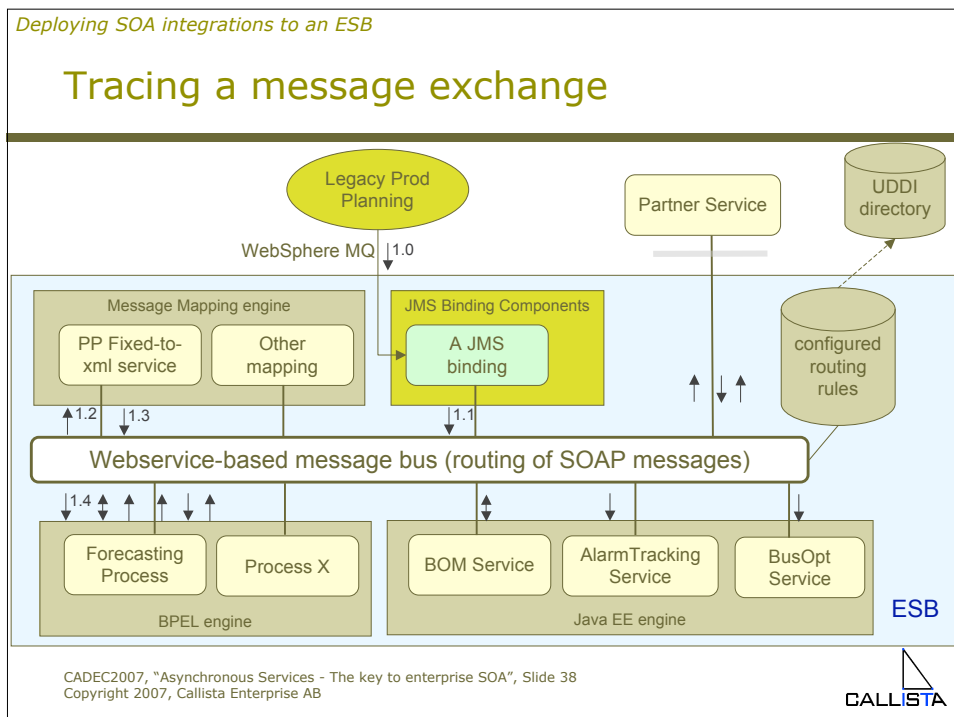 Deploying SOA integrations to an ESB
Tracing a message exchange
Legacy Prod
Planning
Partner Service
UDDI
directory
WebSphere MQ
1.0
Message Mapping engine
JMS Binding Components
PP Fixed-to-
xml service
Other
mapping
A JMS
binding
configured
routing
rules
1.2
1.3
1.1
Webservice-based message bus (routing of SOAP messages)
1.4
Forecasting
Process
Process X
BOM Service
AlarmTracking
Service
BusOpt
Service
BPEL engine
Java EE engine
ESB
CADEC2007, “Asynchronous Services - The key to enterprise SOA”, Slide 38
Copyright 2007, Callista Enterprise AB
CALLISTA